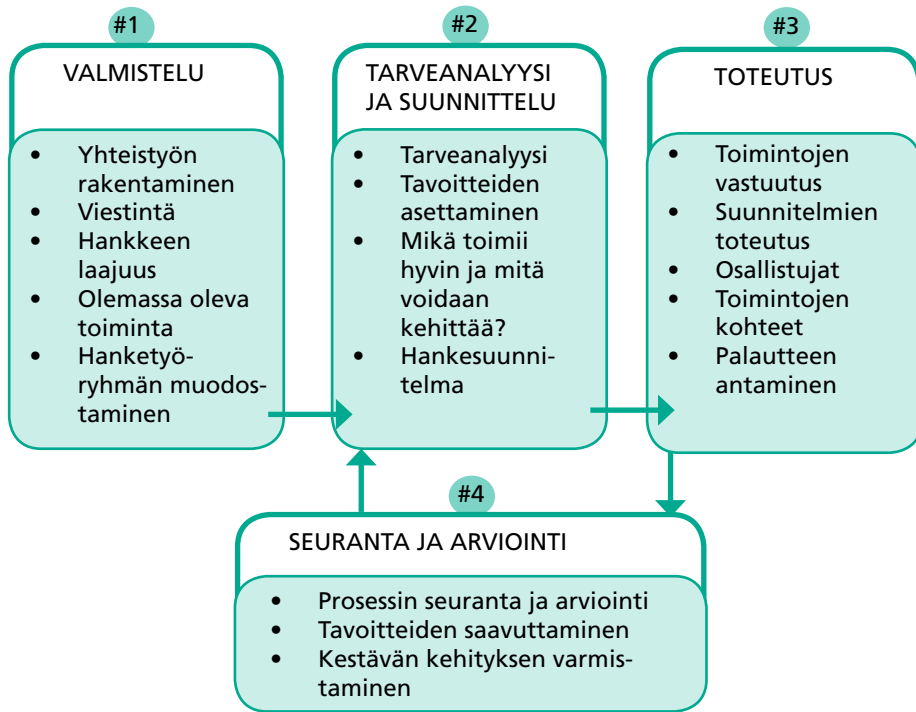 #1
VALMISTELU
• Yhteistyön
rakentaminen
• Viestintä
• Hankkeen
laajuus
• Olemassa oleva
toiminta
• Hanketyö-
ryhmän muodos-
taminen
#2
TARVEANALYYSI
JA SUUNNITTELU
• Tarveanalyysi
• Tavoitteiden
asettaminen
• Mikä toimii
hyvin ja mitä
voidaan
kehittää?
• Hankesuunni-
telma
#3
TOTEUTUS
• Toimintojen
vastuutus
• Suunnitelmien
toteutus
• Osallistujat
• Toimintojen
kohteet
• Palautteen
antaminen
#4
SEURANTA JA ARVIOINTI
• Prosessin seuranta ja arviointi
• Tavoitteiden saavuttaminen
• Kestävän kehityksen varmis-
taminen